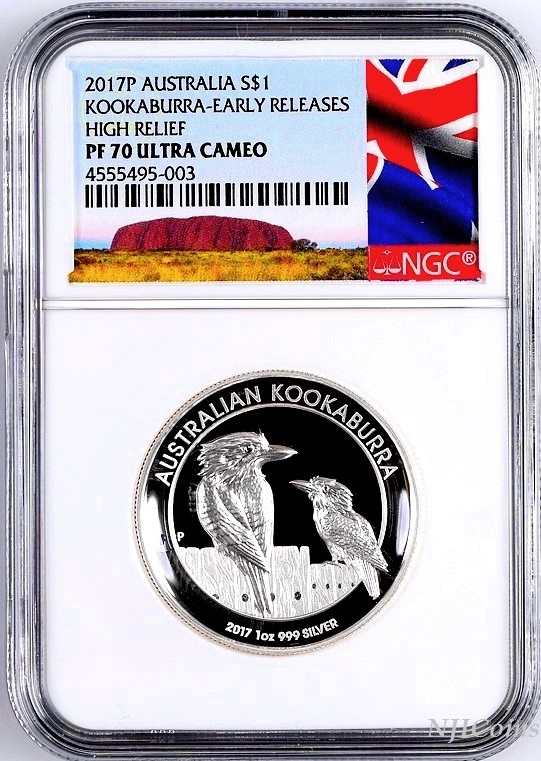 2017P AUSTRALIA S$1
KOOKABURRA-EARLY RELEASES
HIGH RELIEF
PF 70 ULTRA CAMEO
4555495-003
NGC®
AUSTRALIAN KOOKABURRA
P
2017 1oz 999 SILVER
NJICoins